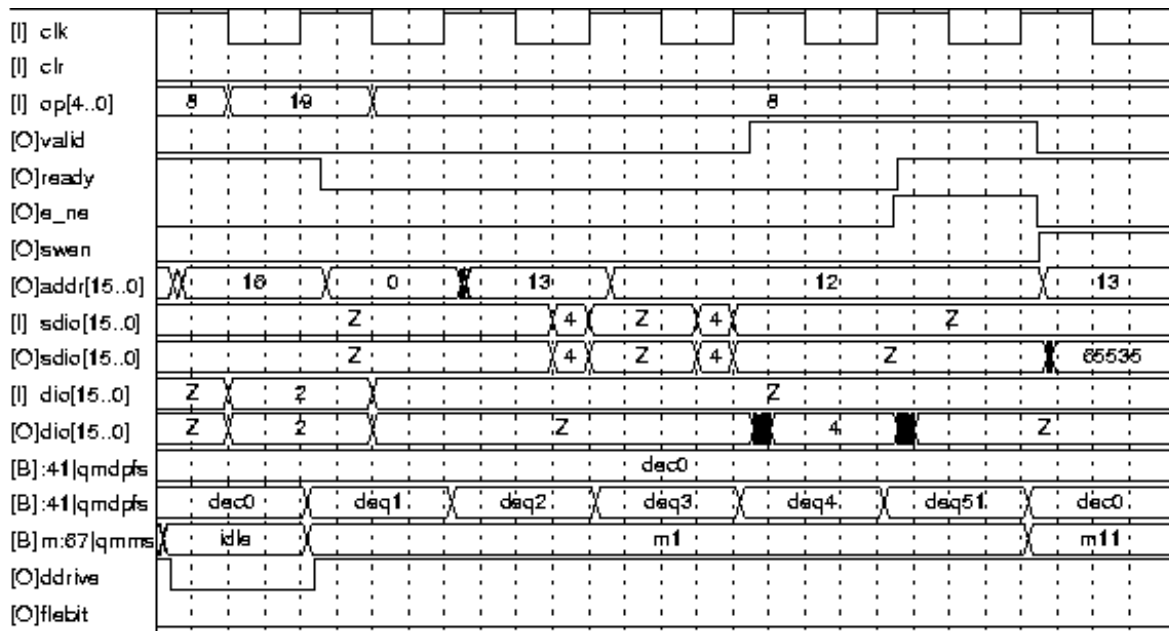 [I] clk
[I] clr
[I] op[4..0] 8 19 8
[O]valid
[O]ready
[O]e_ne
[O]swen
[O]addr[15..0] 16 0 13 12 13
[I] sdio[15..0] Z 4 Z 4 Z
[O]sdio[15..0] Z 4 Z 4 Z 65535
[I] dio[15..0] Z 2 Z
[O]dio[15..0] Z 2 Z 4 Z
[B]:41|qmdpfs dec0
[B]:41|qmdpfs dec0 deq1 deq2 deq3 deq4 deq51 dec0
[B]m:67|qmms idle m1 m11
[O]ddrive
[O]flebit